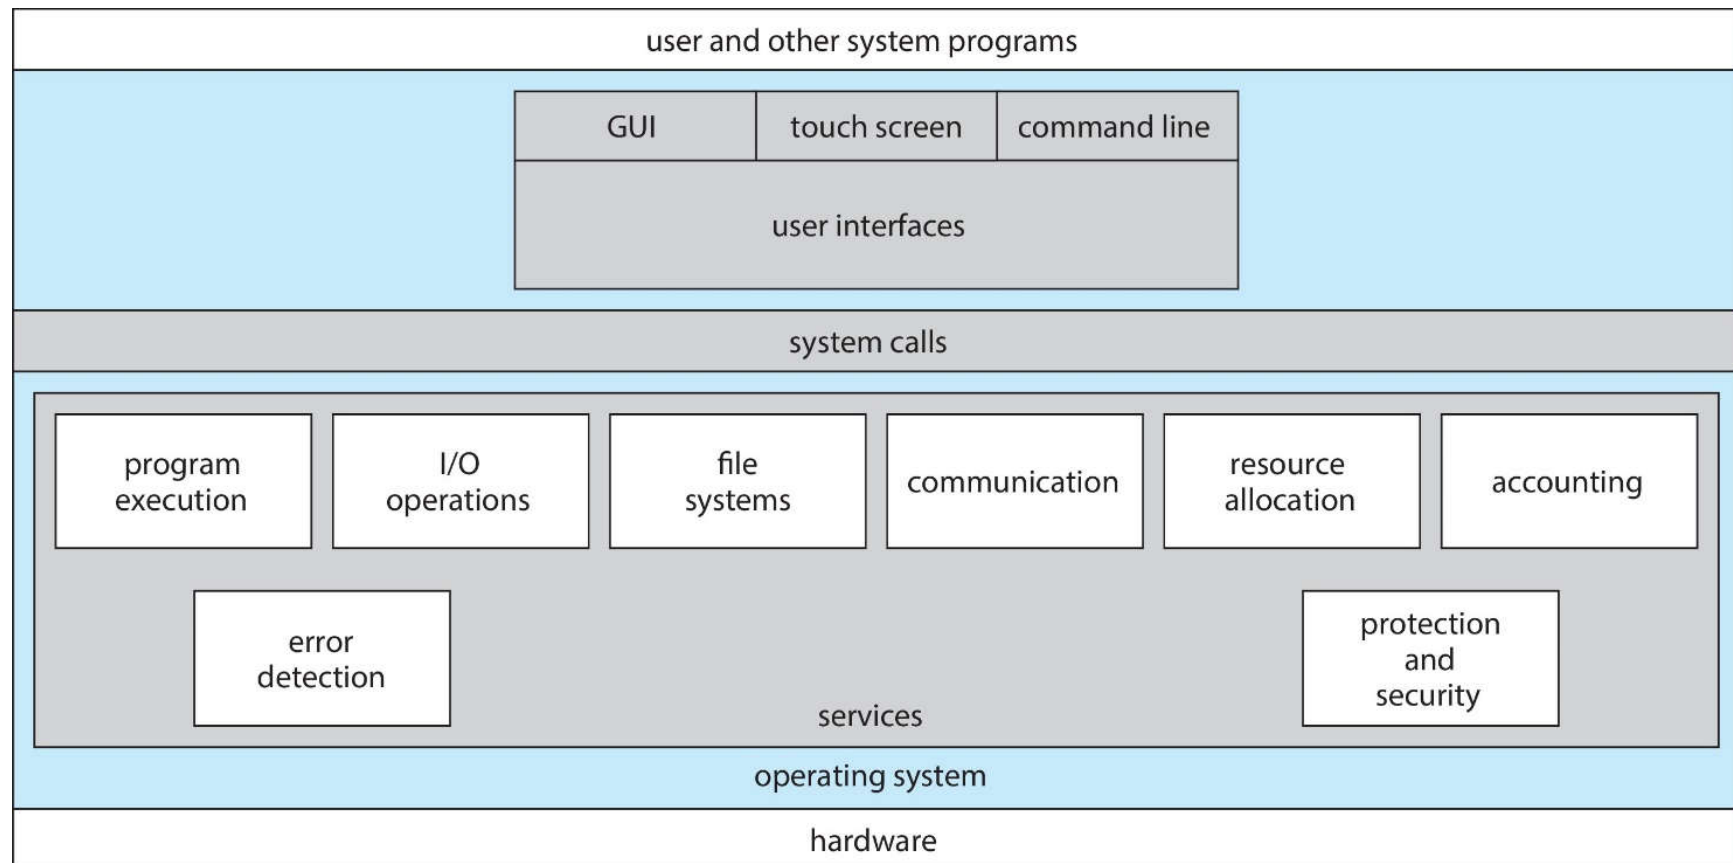 user and other system programs
GUI
touch screen
command line
user interfaces
system calls
program
execution
I/O
operations
file
systems
communication
resource
allocation
accounting
error
detection
protection
and
security
services
operating system
hardware